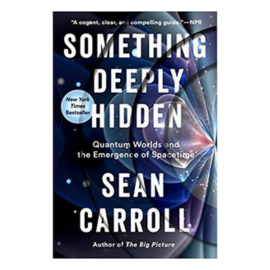 "A cogent, clear, and compelling guide."—NPR
SOMETHING
DEEPLY
HIDDEN
New York
Times
Bestseller
Quantum Worlds and
the Emergence of Spacetime
SEAN
CARROLL
Author of The Big Picture